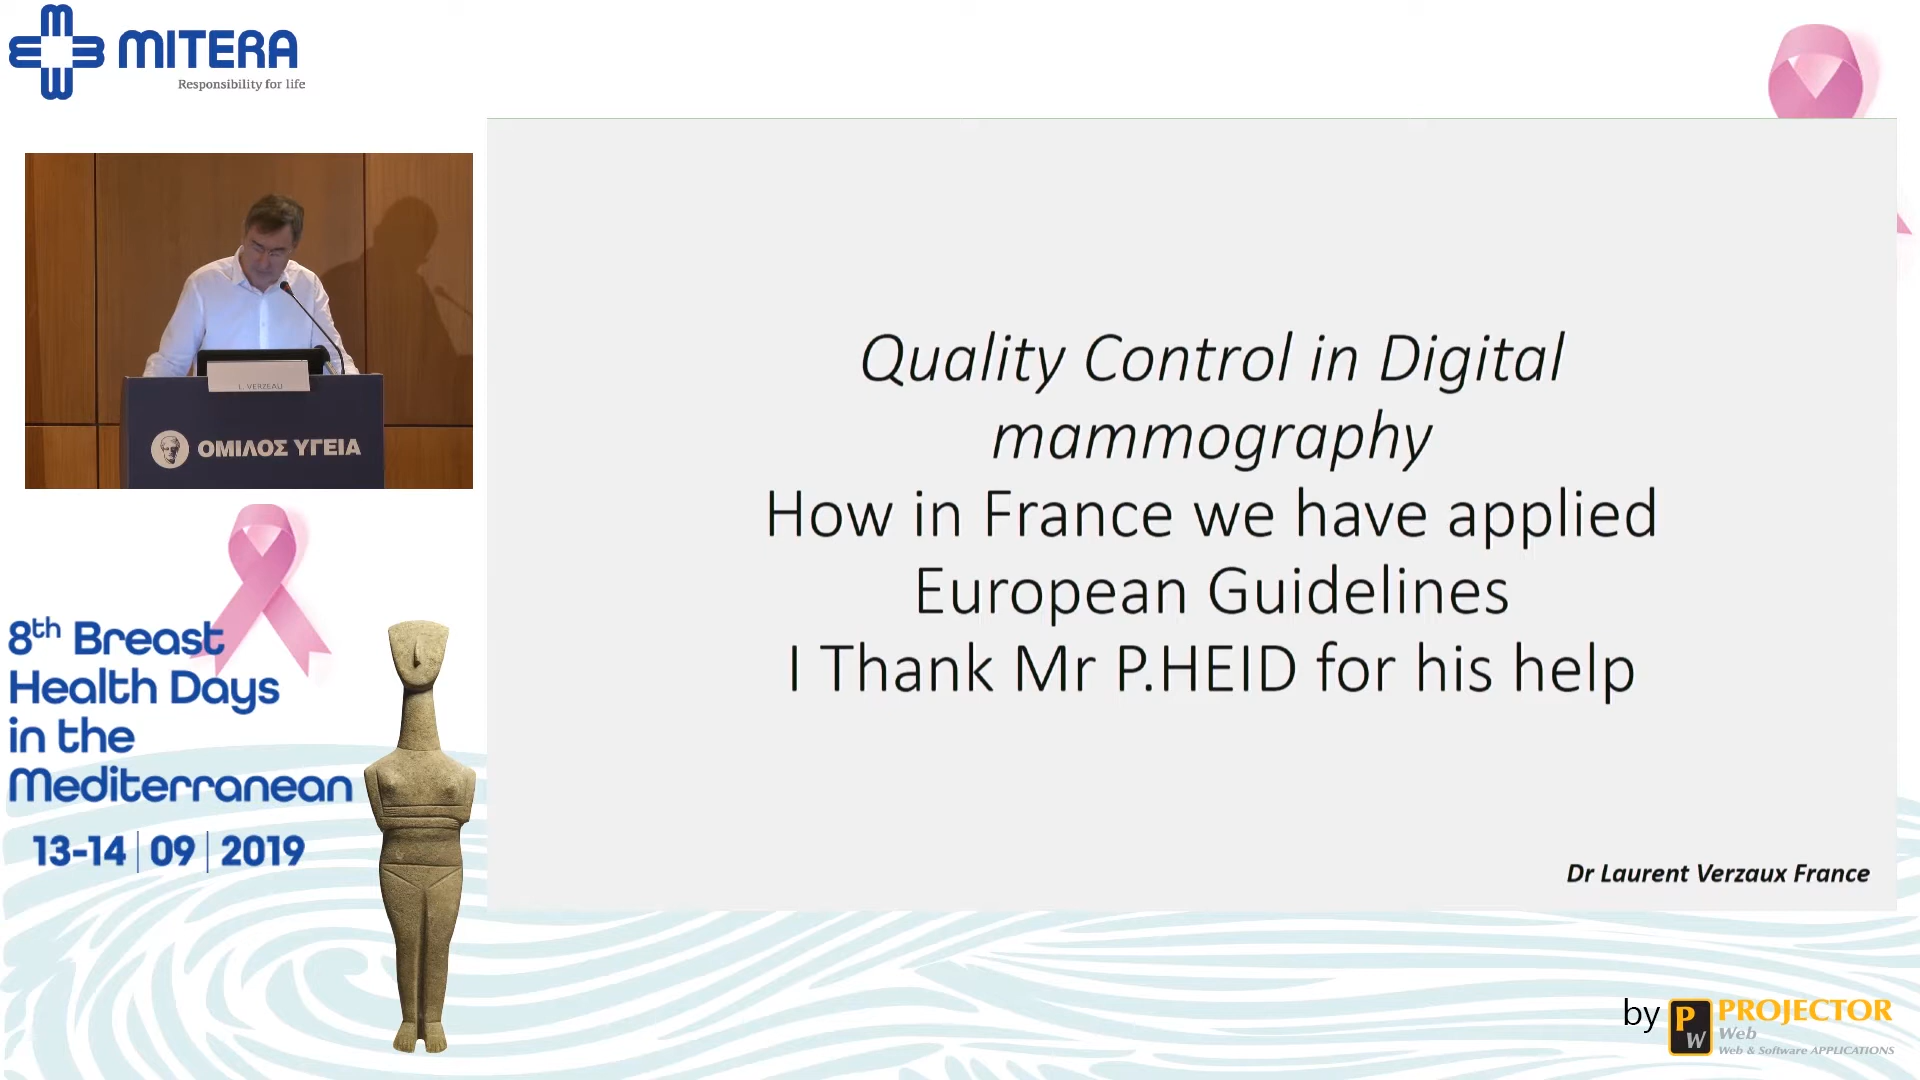 MITERA
Responsibility for life
L. VERZEAU
ΟΜΙΛΟΣ ΥΓΕΙΑ
8th Breast
Health Days
in the
Mediterranean
13-14 | 09 | 2019
Quality Control in Digital
mammography
How in France we have applied
European Guidelines
I Thank Mr P.HEID for his help
Dr Laurent Verzaux France
by PW PROJECTOR
Web
Web & Software APPLICATIONS